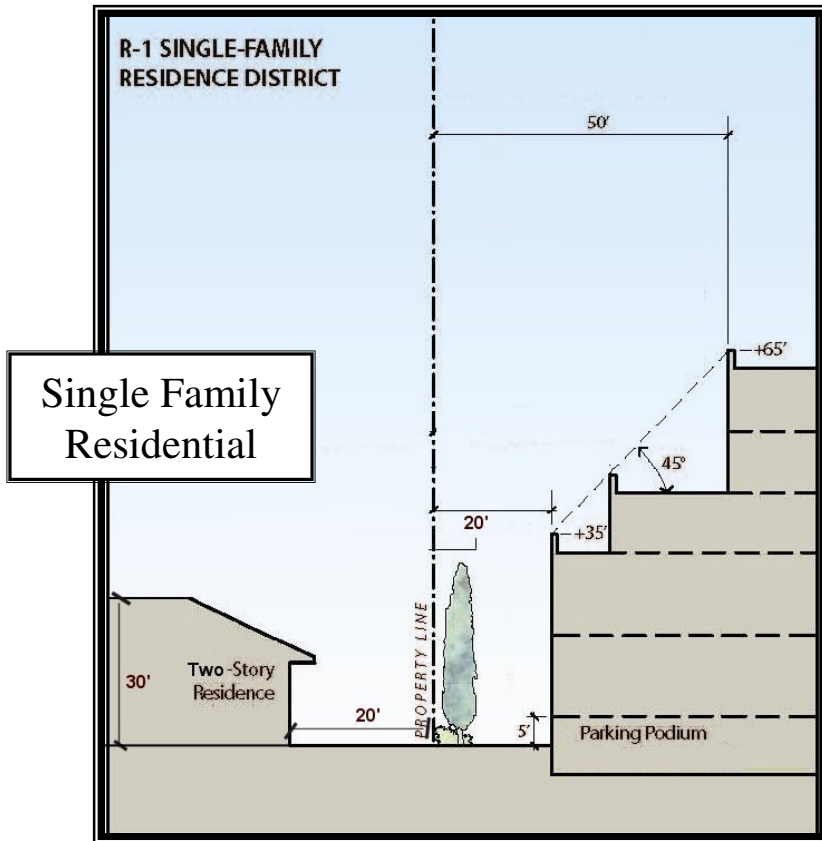 R-1 SINGLE-FAMILY
RESIDENCE DISTRICT
50'
+65'
Single Family
Residential
45°
20'
+35'
PROPERTY LINE
30'
Two-Story
Residence
20'
5'
Parking Podium